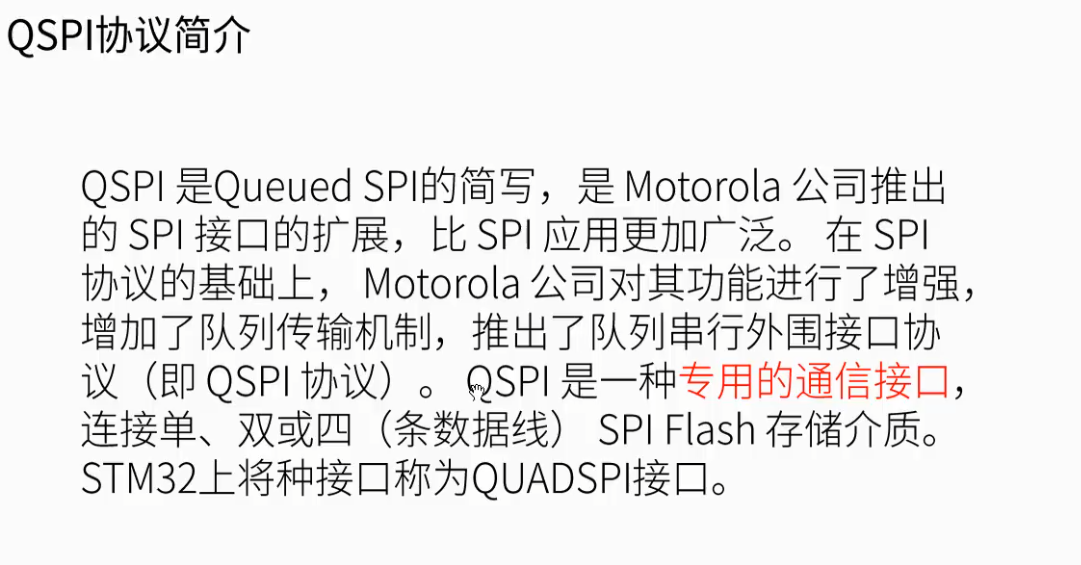 QSPI协议简介
QSPI 是Queued SPI的简写，是 Motorola 公司推出
的 SPI 接口的扩展，比 SPI 应用更加广泛。 在 SPI
协议的基础上， Motorola 公司对其功能进行了增强，
增加了队列传输机制，推出了队列串行外围接口协
议（即 QSPI 协议）。 QSPI 是一种专用的通信接口，
连接单、双或四（条数据线） SPI Flash 存储介质。
STM32上将种接口称为QUADSPI接口。